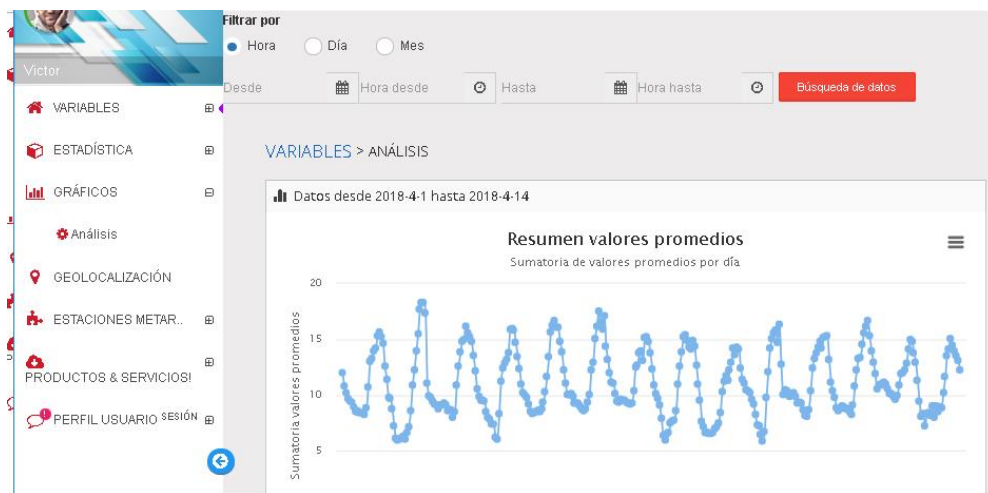 Filtrar por
Hora Día Mes
Desde Hora desde Hasta Hora hasta Búsqueda de datos
Victor
VARIABLES
ESTADÍSTICA
GRÁFICOS
Análisis
GEOLOCALIZACIÓN
ESTACIONES METAR..
PRODUCTOS & SERVICIOS!
PERFIL USUARIO SESIÓN
VARIABLES > ANÁLISIS
Datos desde 2018-4-1 hasta 2018-4-14
Resumen valores promedios
Sumatoria de valores promedios por día
Sumatoria valores promedios
20
15
10
5